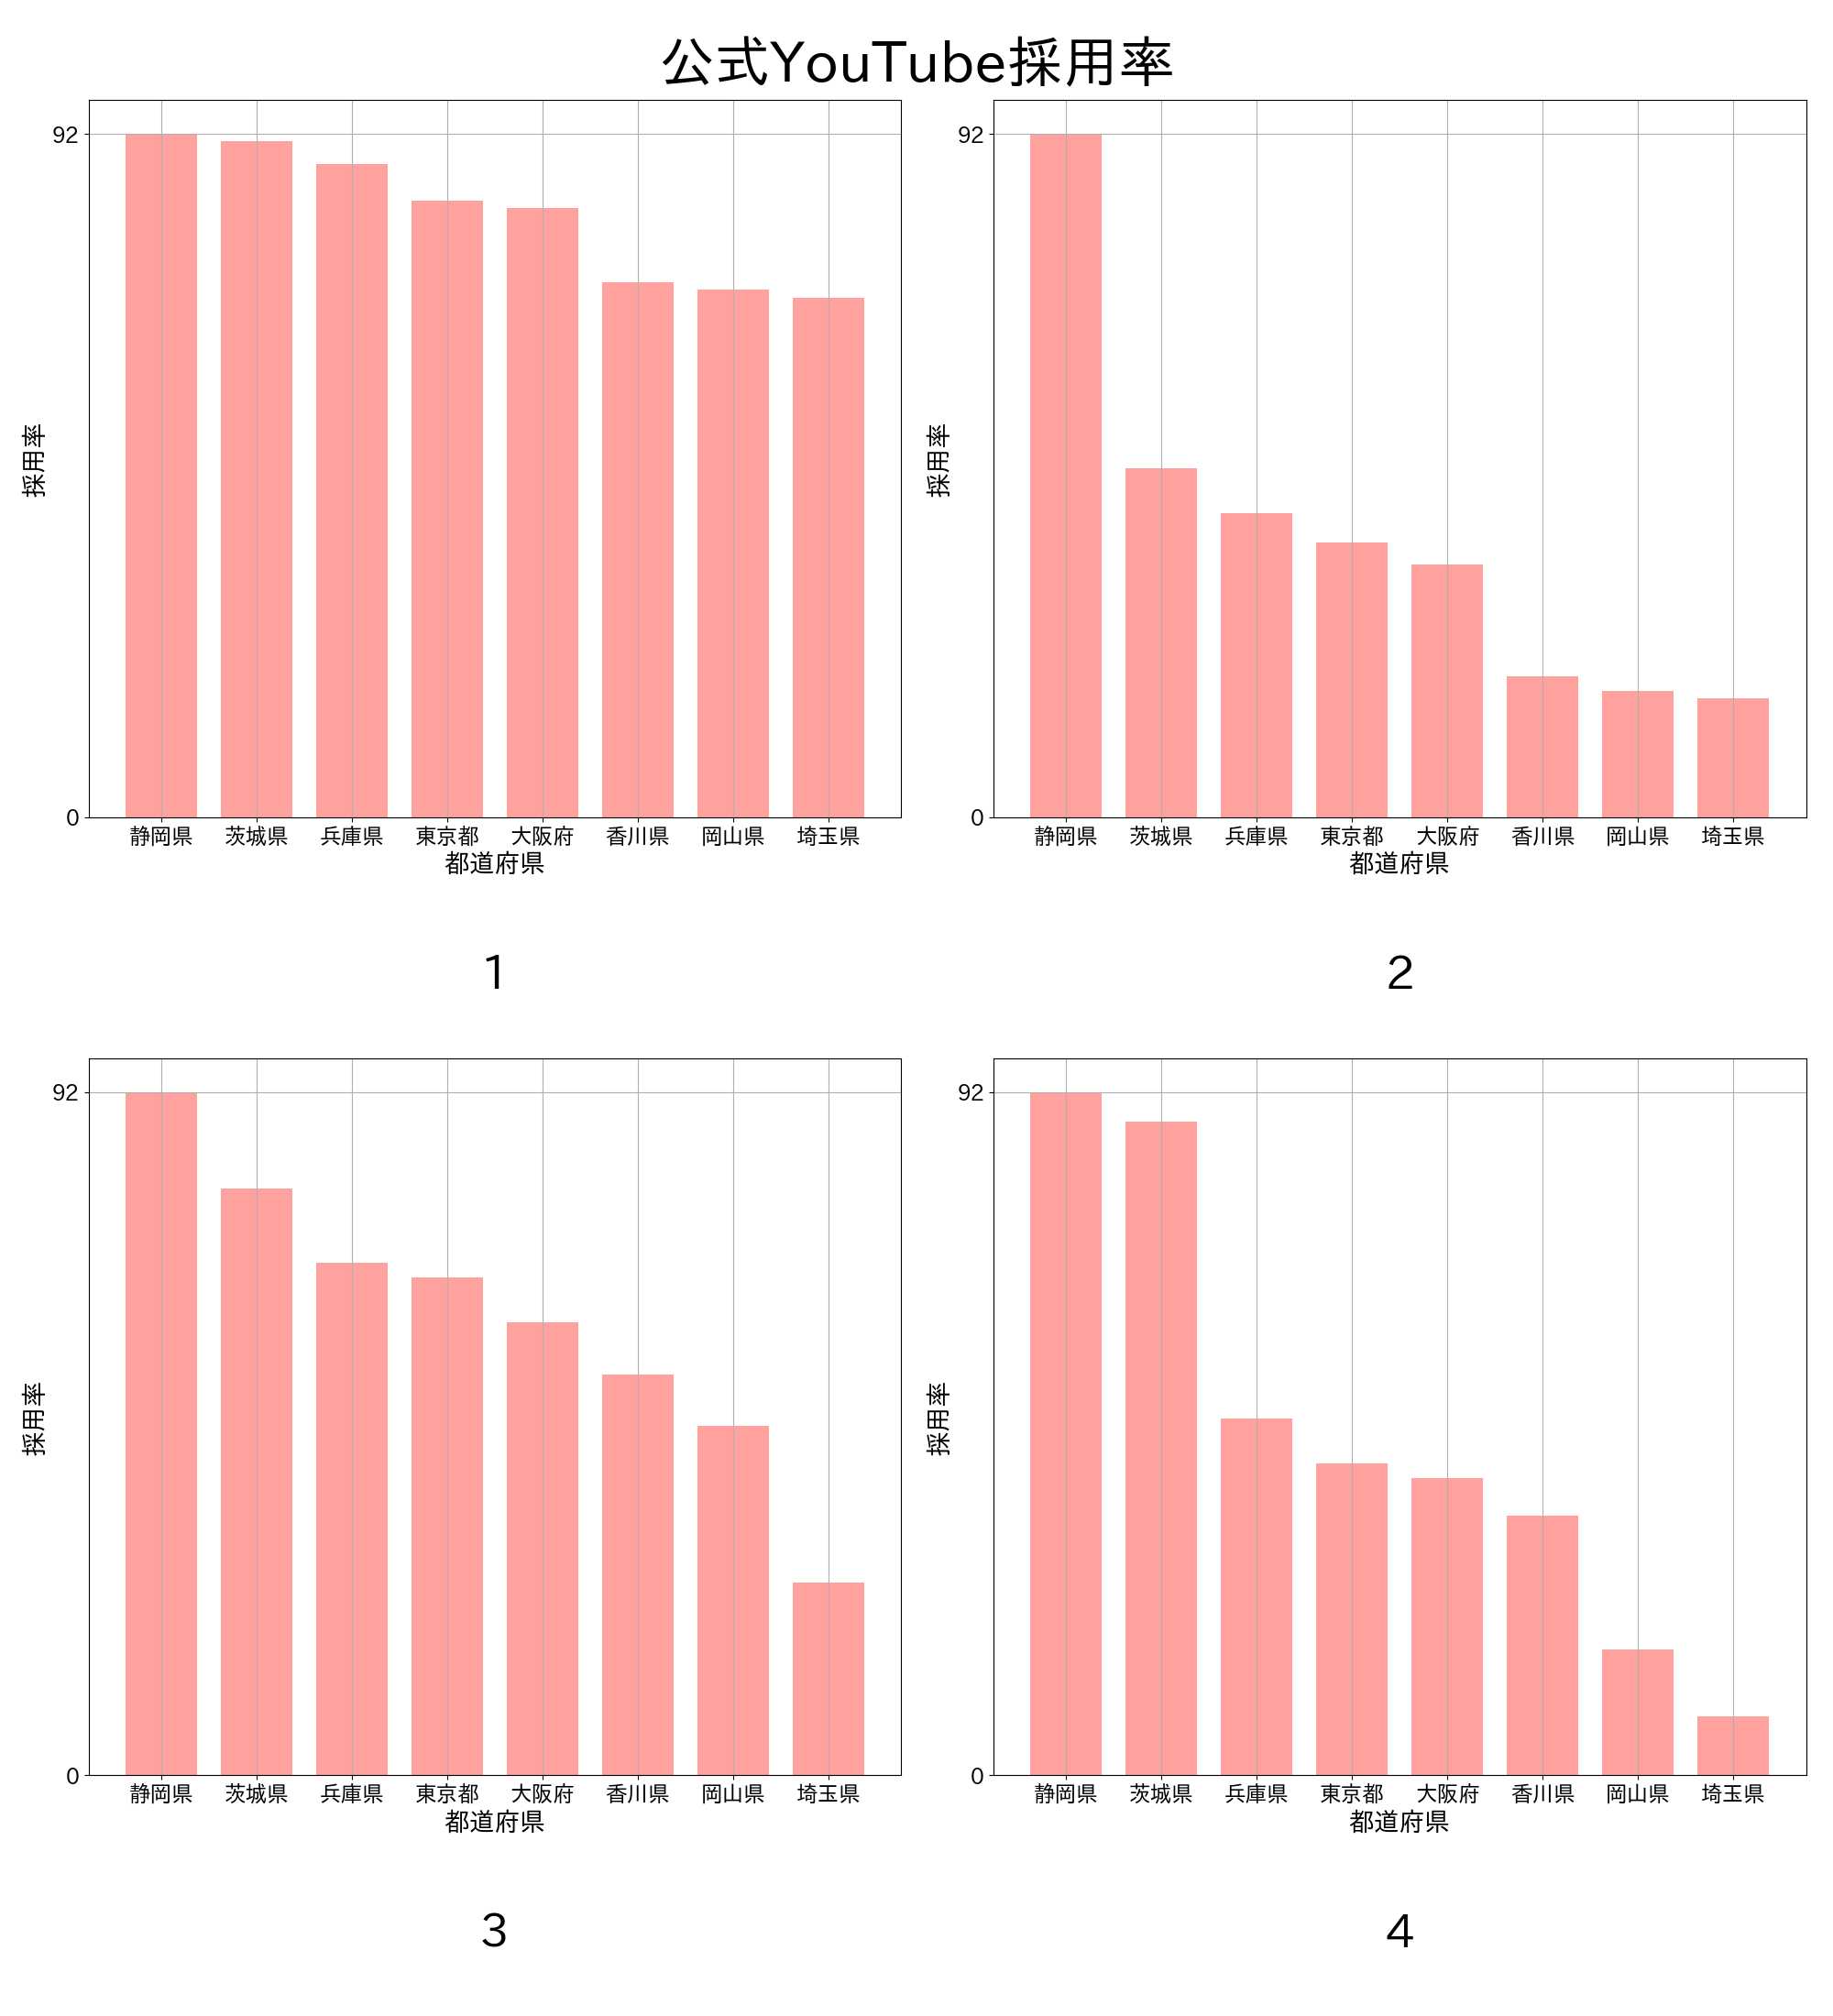 公式YouTube採用率
92
0
採用率
静岡県 茨城県 兵庫県 東京都 大阪府 香川県 岡山県 埼玉県
都道府県
1
92
0
採用率
静岡県 茨城県 兵庫県 東京都 大阪府 香川県 岡山県 埼玉県
都道府県
2
92
0
採用率
静岡県 茨城県 兵庫県 東京都 大阪府 香川県 岡山県 埼玉県
都道府県
3
92
0
採用率
静岡県 茨城県 兵庫県 東京都 大阪府 香川県 岡山県 埼玉県
都道府県
4